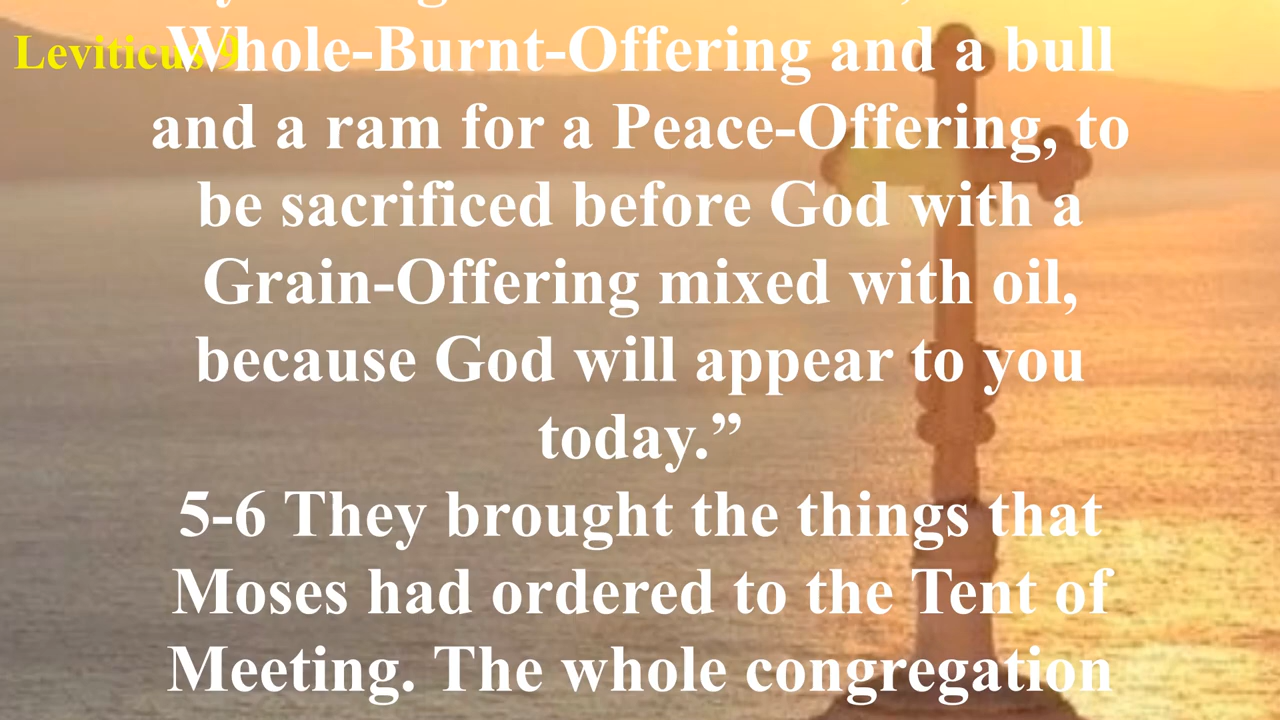 Leviticus 9
Whole-Burnt-Offering and a bull
and a ram for a Peace-Offering, to
be sacrificed before God with a
Grain-Offering mixed with oil,
because God will appear to you
today.”
5-6 They brought the things that
Moses had ordered to the Tent of
Meeting. The whole congregation